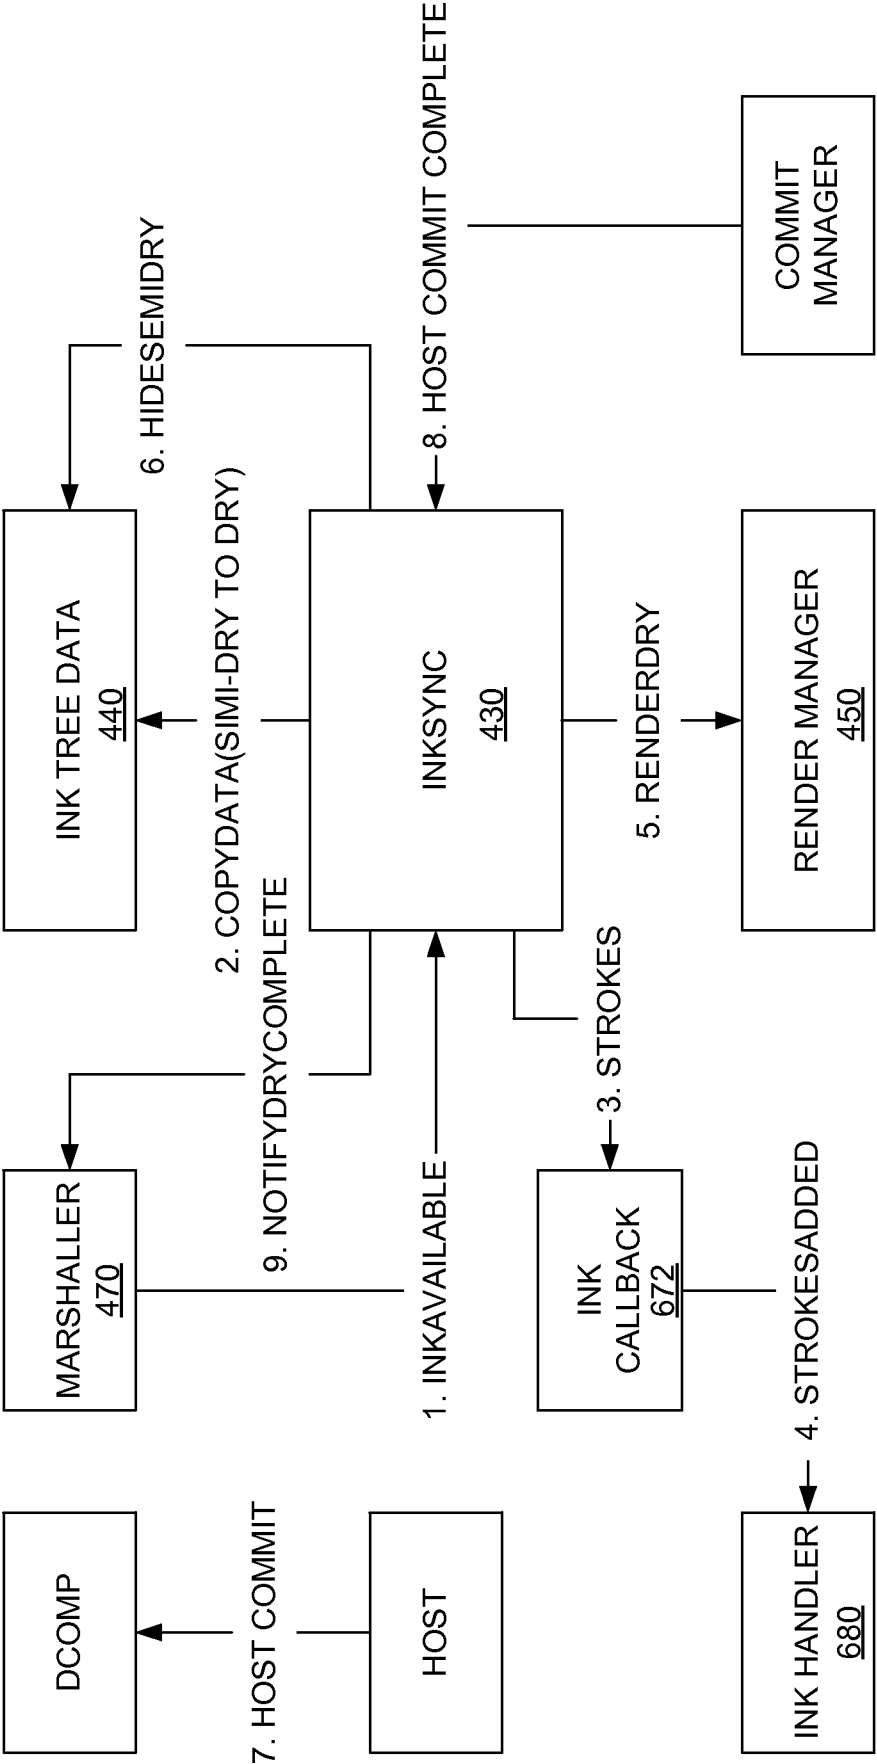 DCOMP
MARSHALLER
470
INK TREE DATA
440
6. HIDESEMIDRY
7. HOST COMMIT
9. NOTIFYDRYCOMPLETE
2. COPYDATA(SIMI-DRY TO DRY)
HOST
1. INKAVAILABLE
INKSYNC
430
8. HOST COMMIT COMPLETE
INK
CALLBACK
672
3. STROKES
5. RENDERDRY
INK HANDLER
680
4. STROKESADDED
RENDER MANAGER
450
COMMIT
MANAGER